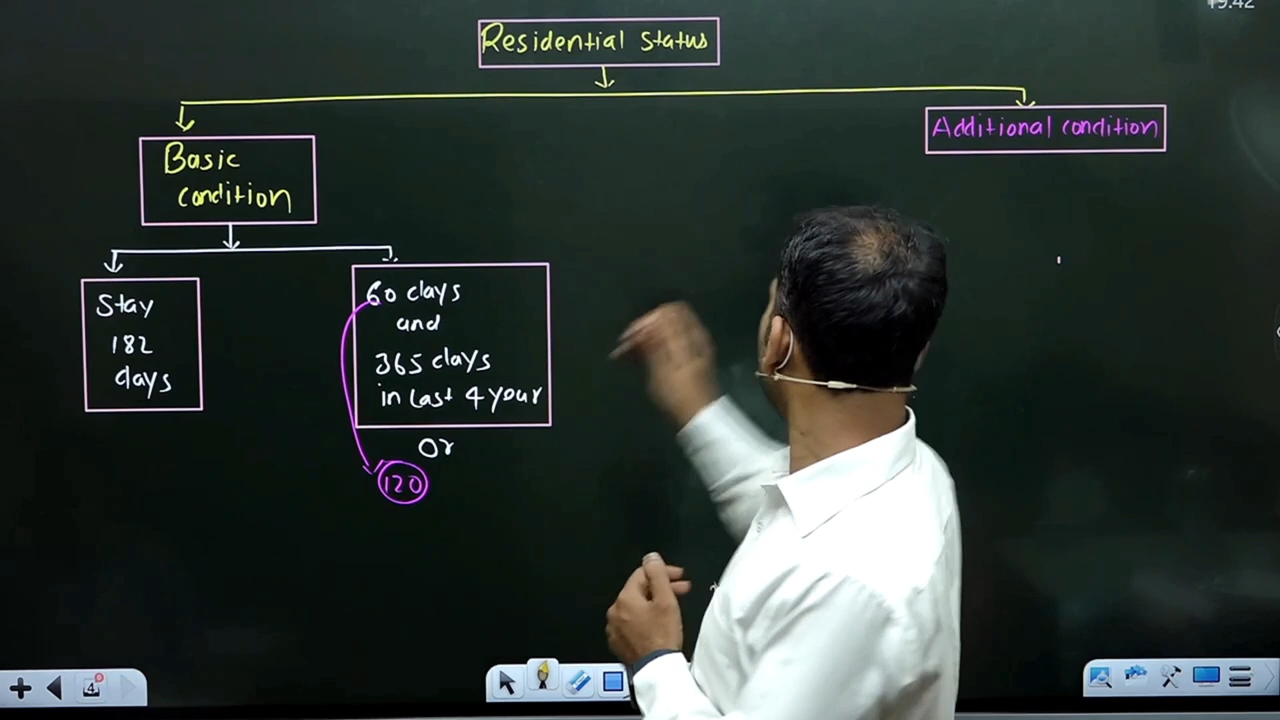 Residential Status
Basic
condition
Additional condition
Stay
182
days
60 days
and
365 days
in last 4 year
or
120
4